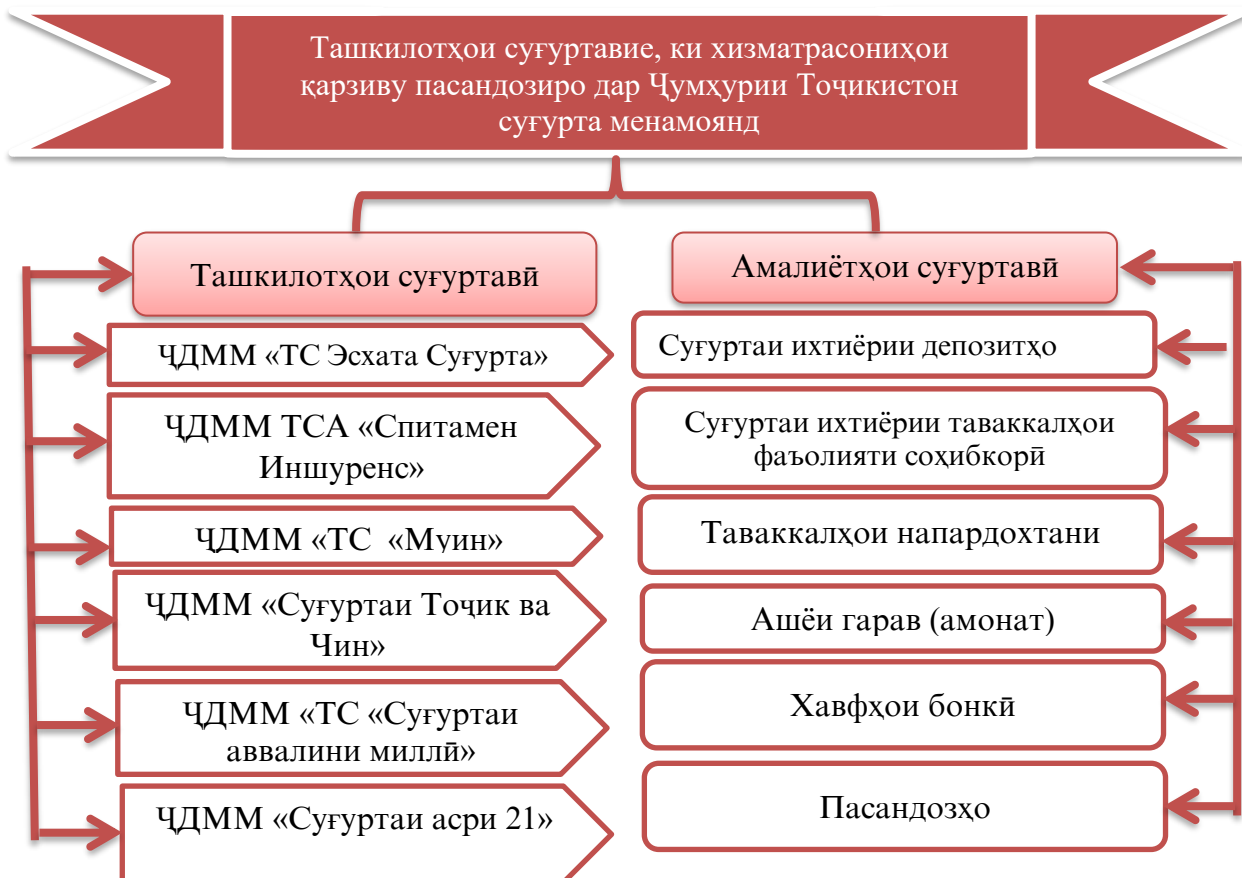 Ташкилотҳои суғуртавие, ки хизматрасониҳои
қарзиву пасандозиро дар Ҷумҳурии Тоҷикистон
суғурта менамоянд
Ташкилотҳои суғуртавӣ
ҶДММ «ТС Эсхата Суғурта»
ҶДММ ТСА «Спитамен
Иншуренс»
ҶДММ «ТС «Муин»
ҶДММ «Суғуртаи Тоҷик ва
Чин»
ҶДММ «ТС «Суғуртаи
аввалини миллӣ»
ҶДММ «Суғуртаи асри 21»
Амалиётҳои суғуртавӣ
Суғуртаи ихтиёрии депозитҳо
Суғуртаи ихтиёрии таваккалҳои
фаъолияти соҳибкорӣ
Таваккалҳои напардохтани
Ашёи гарав (амонат)
Хавфҳои бонкӣ
Пасандозҳо